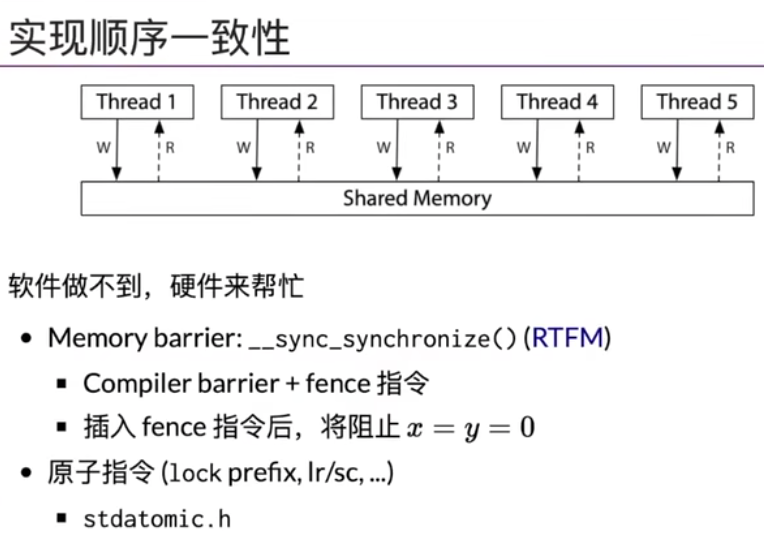 实现顺序一致性
Thread 1 Thread 2 Thread 3 Thread 4 Thread 5
W R W R W R W R W R
Shared Memory
软件做不到，硬件来帮忙
• Memory barrier: __sync_synchronize() (RTFM)
▪ Compiler barrier + fence 指令
▪ 插入 fence 指令后，将阻止 x = y = 0
• 原子指令 (lock prefix, lr/sc, ...)
▪ stdatomic.h